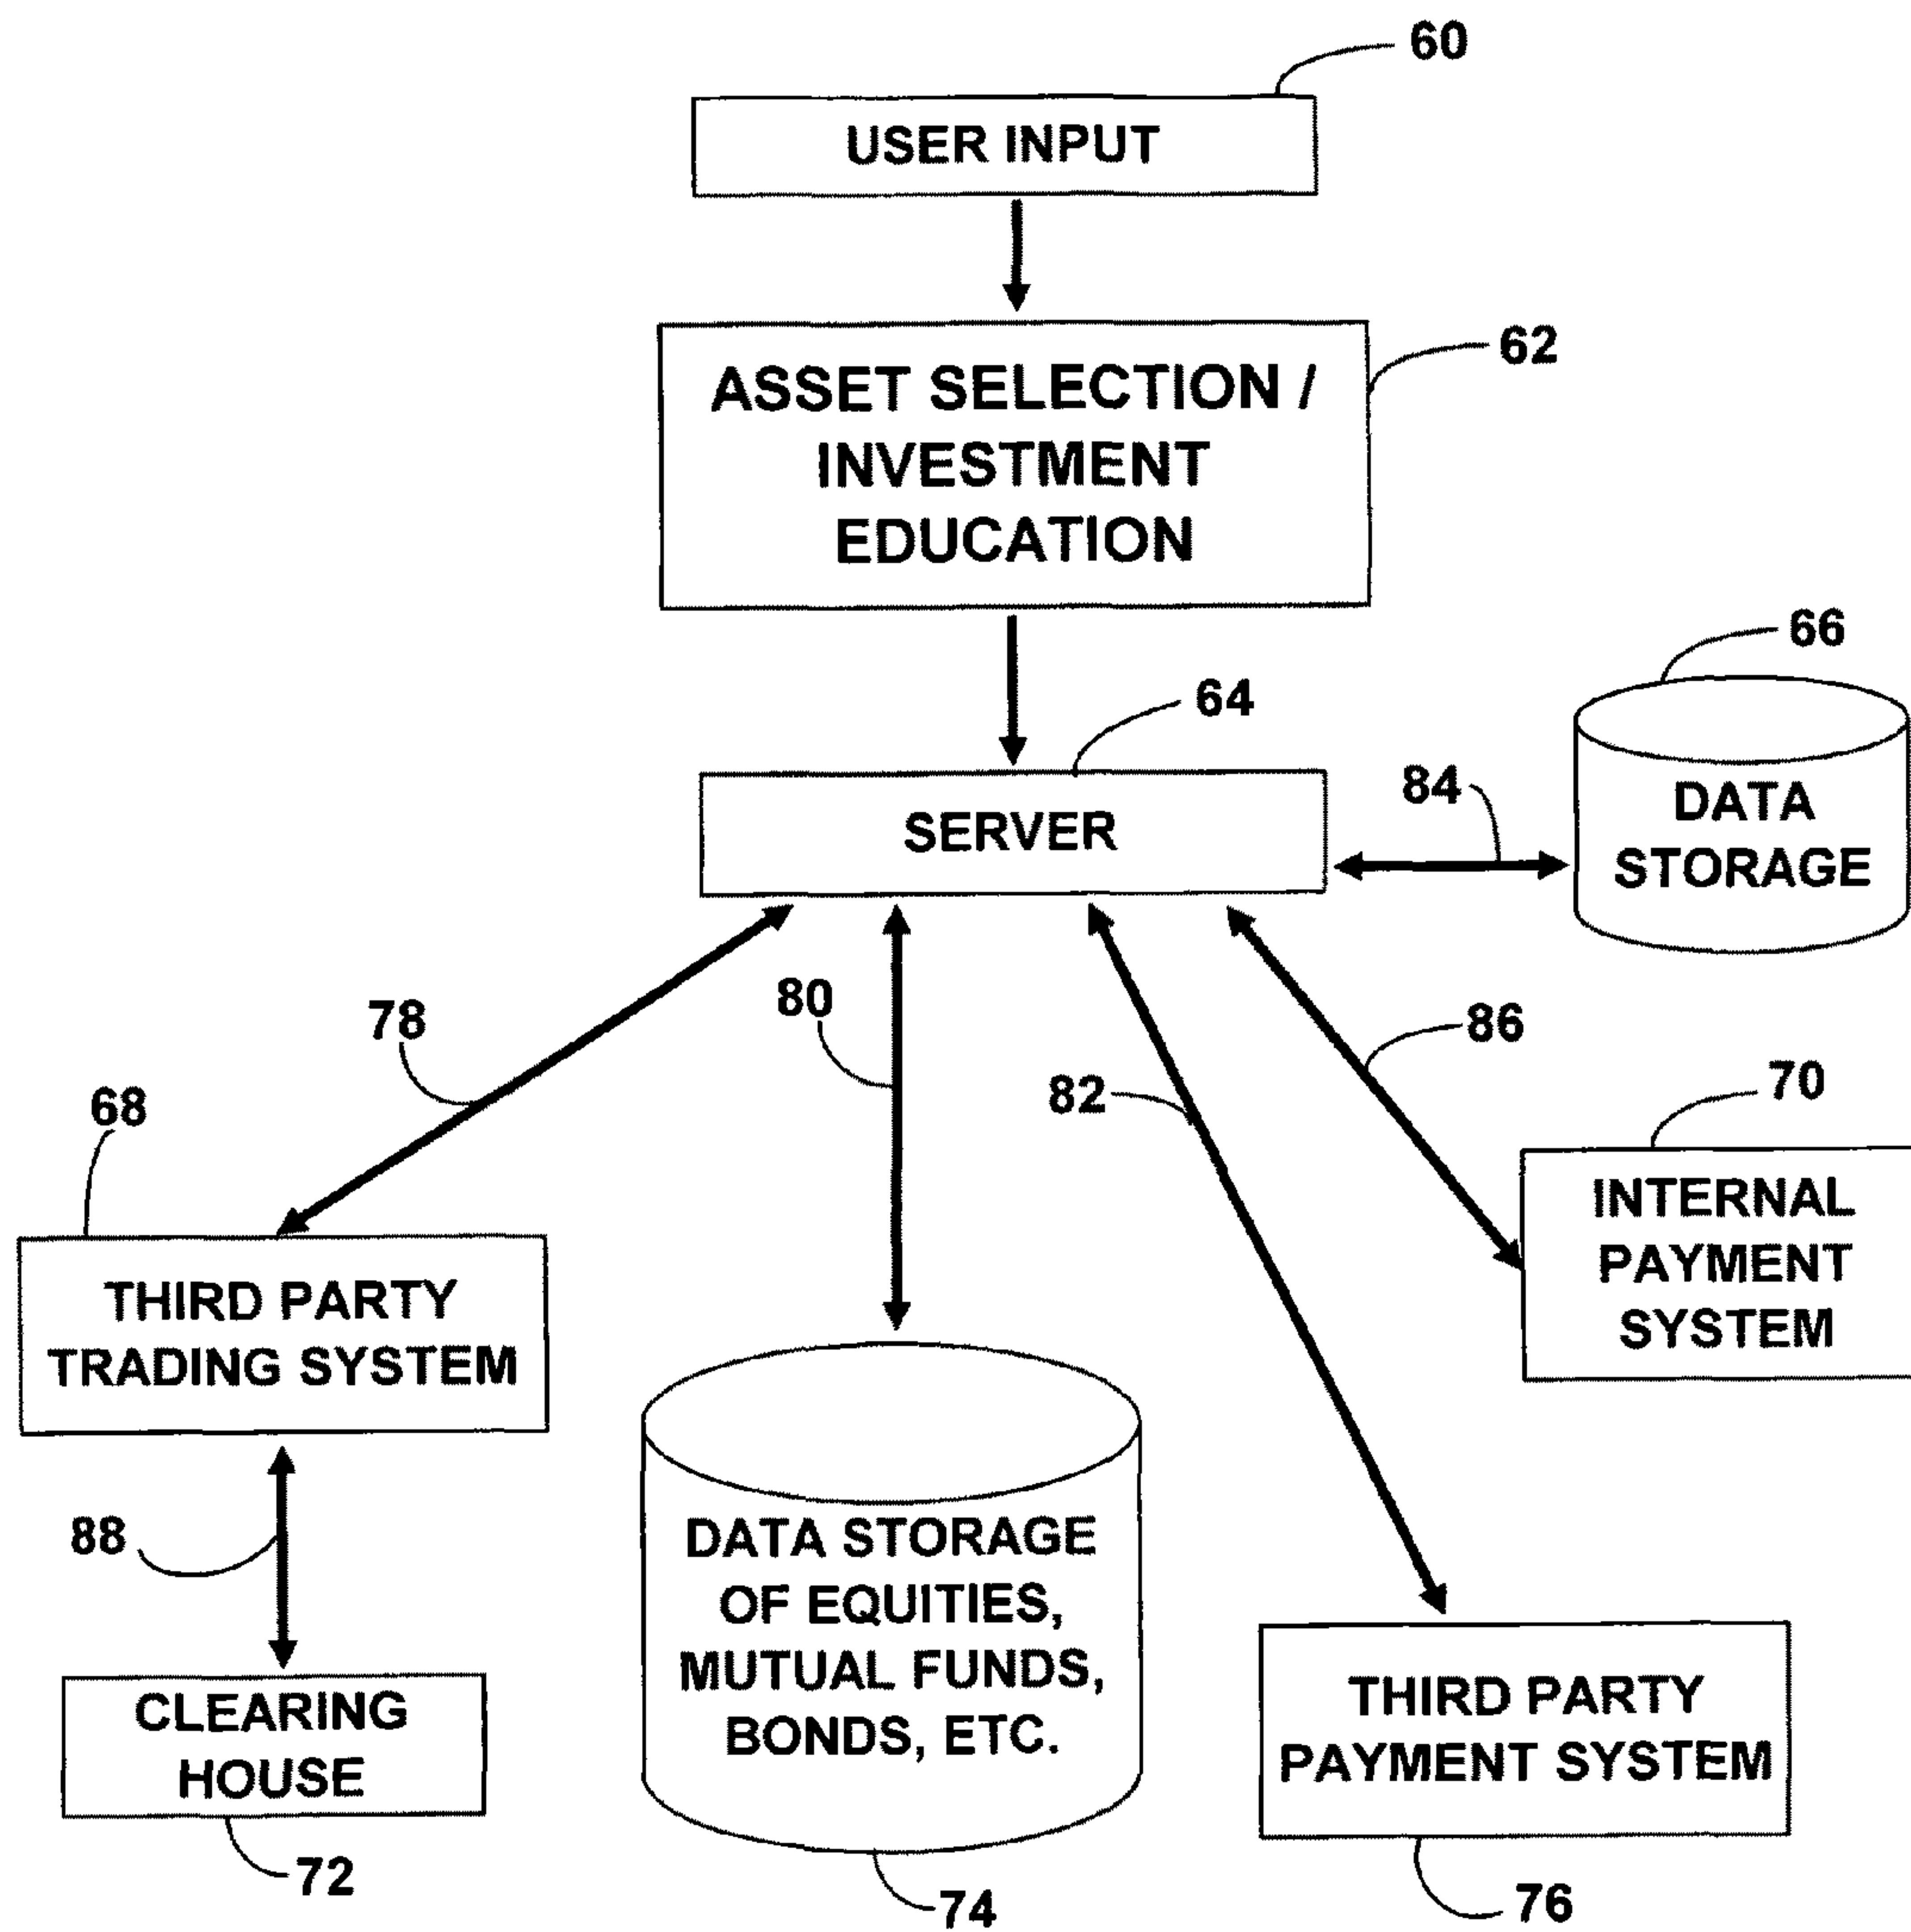 60
USER INPUT
62
ASSET SELECTION /
INVESTMENT
EDUCATION
66
64
84
DATA
STORAGE
SERVER
80
78
86
82
70
68
INTERNAL
PAYMENT
SYSTEM
THIRD PARTY
TRADING SYSTEM
88
DATA STORAGE
OF EQUITIES,
MUTUAL FUNDS,
BONDS, ETC.
THIRD PARTY
PAYMENT SYSTEM
CLEARING
HOUSE
72
74
76